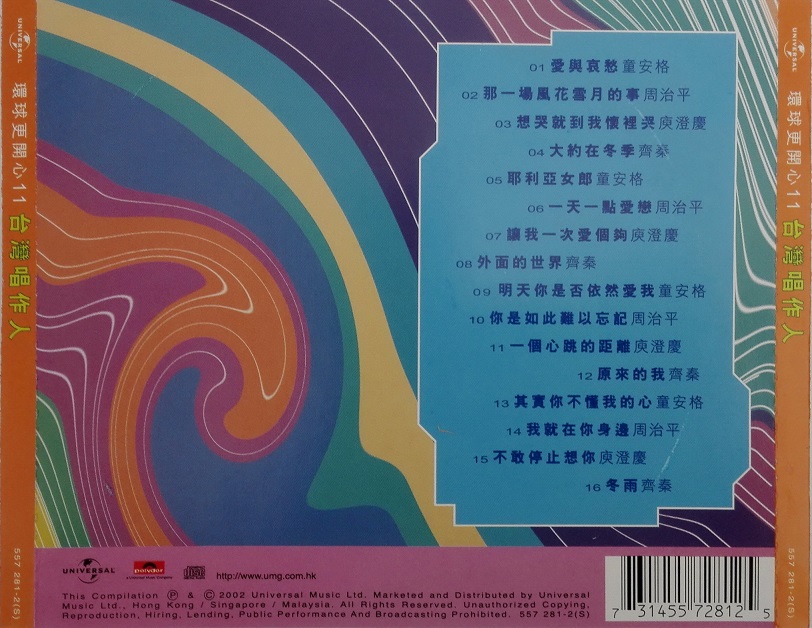 UNIVERSAL
環球更開心11 台灣唱作人
557 281-2(S)
01 愛與哀愁 童安格
02 那一場風花雪月的事 周治平
03 想哭就到我懷裡哭 庾澄慶
04 大約在冬季 齊秦
05 耶利亞女郎 童安格
06 一天一點愛戀 周治平
07 讓我一次愛個夠 庾澄慶
08 外面的世界 齊秦
09 明天你是否依然愛我 童安格
10 你是如此難以忘記 周治平
11 一個心跳的距離 庾澄慶
12 原來的我 齊秦
13 其實你不懂我的心 童安格
14 我就在你身邊 周治平
15 不敢停止想你 庾澄慶
16 冬雨 齊秦
UNIVERSAL
環球更開心11 台灣唱作人
557 281-2(S)
UNIVERSAL polydor http://www.umg.com.hk
a Universal Music Company
This Compilation Ⓟ & © 2002 Universal Music Ltd. Marketed and Distributed by Universal
Music Ltd., Hong Kong / Singapore / Malaysia. All Rights Reserved. Unauthorized Copying,
Reproduction, Hiring, Lending, Public Performance And Broadcasting Prohibited. 557 281-2(S)
7 31455 72812 5